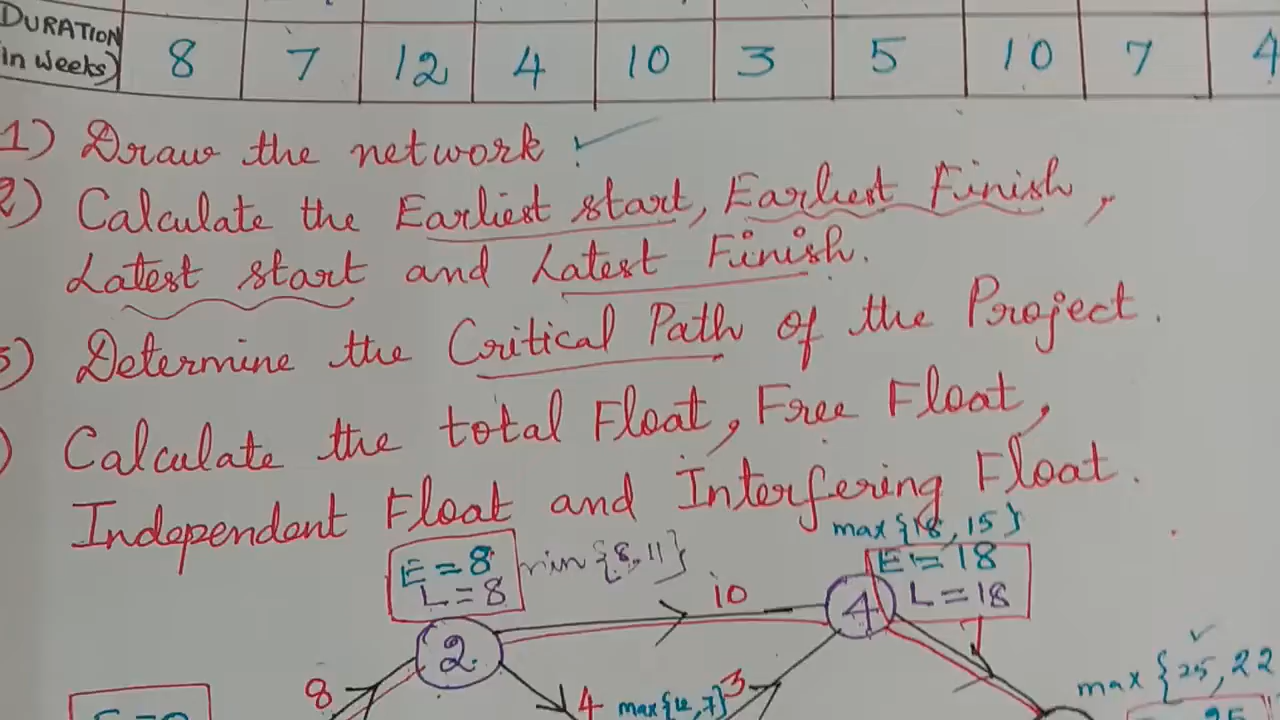 DURATION
in weeks) 8 7 12 4 10 3 5 10 7 4
1) Draw the network ✓
2) Calculate the Earliest start, Earliest Finish,
Latest start and Latest Finish.
Determine the Critical Path of the Project.
Calculate the total Float, Free Float,
Independent Float and Interfering Float.
max{18,15}
E=8 min{8,11}
L=8
E=18
L=18
10
4
2
7
8
4 max{12,7} 3
max{25,22